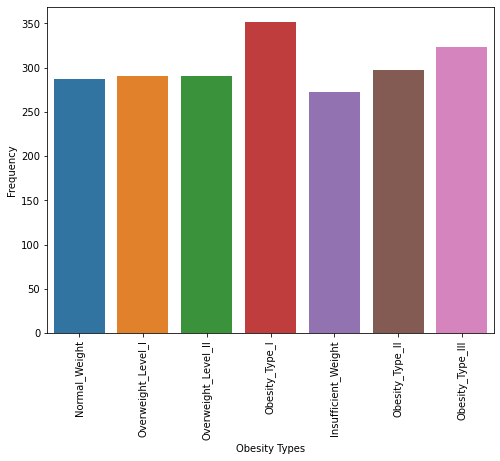 350
300
250
200
150
100
50
0
Frequency
Normal_Weight
Overweight_Level_I
Overweight_Level_II
Obesity_Type_I
Insufficient_Weight
Obesity_Type_II
Obesity_Type_III
Obesity Types